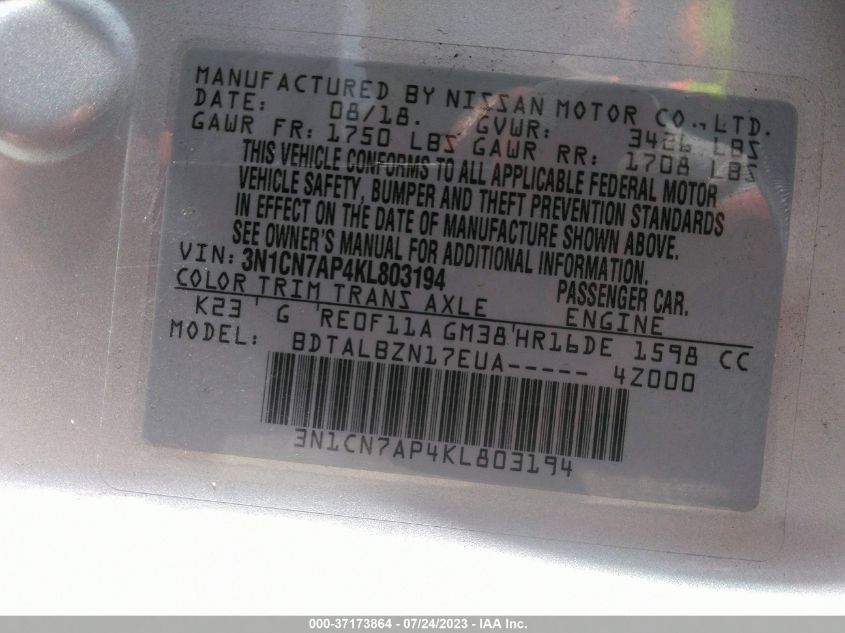 MANUFACTURED BY NISSAN MOTOR CO.,LTD.
DATE: 08/18. GVWR: 3426 LBS
GAWR FR: 1750 LBS GAWR RR: 1708 LBS
THIS VEHICLE CONFORMS TO ALL APPLICABLE FEDERAL MOTOR
VEHICLE SAFETY, BUMPER AND THEFT PREVENTION STANDARDS
IN EFFECT ON THE DATE OF MANUFACTURE SHOWN ABOVE.
SEE OWNER'S MANUAL FOR ADDITIONAL INFORMATION.
VIN: 3N1CN7AP4KL803194 PASSENGER CAR.
COLOR TRIM TRANS AXLE ENGINE
K23 ' G 'RE0F11A GM38'HR16DE 1598 CC
MODEL: BDTALBZN17EUA----- 4Z000
3N1CN7AP4KL803194
000-37173864 - 07/24/2023 - IAA Inc.